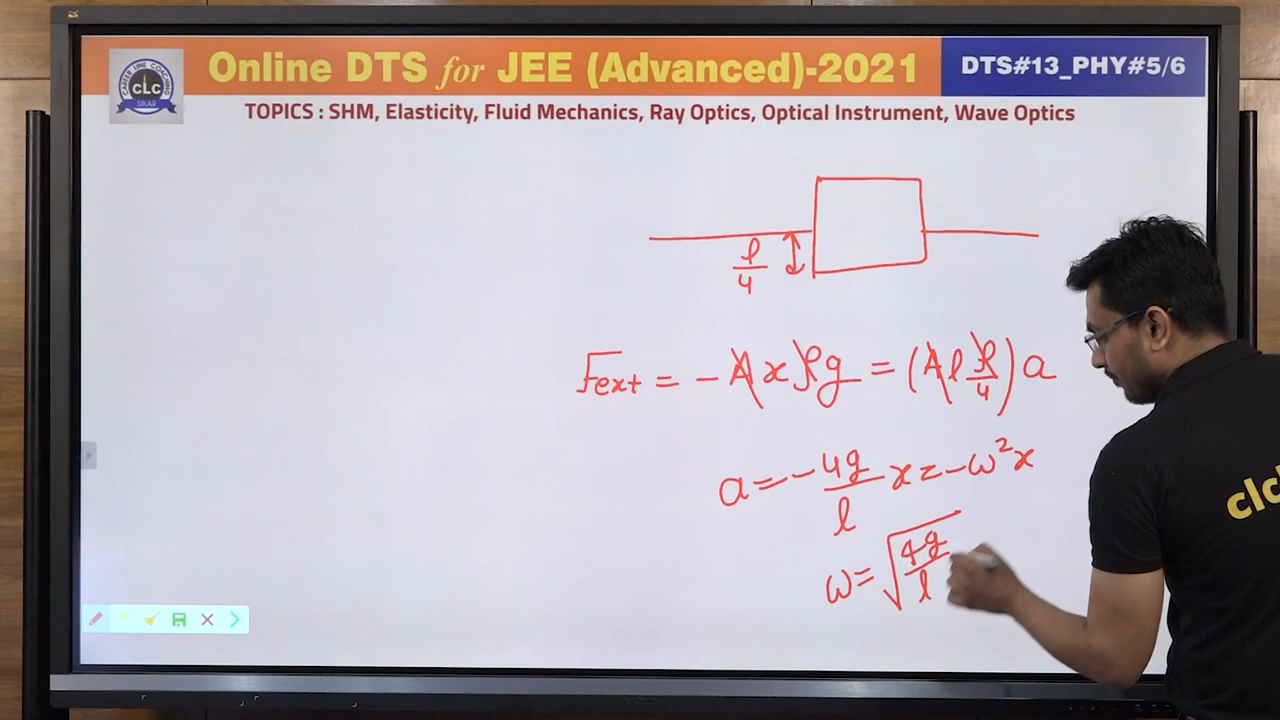 Online DTS for JEE (Advanced)-2021
DTS#13_PHY#5/6
CAREER LINE COACHING
CLC
SIKAR
TOPICS : SHM, Elasticity, Fluid Mechanics, Ray Optics, Optical Instrument, Wave Optics
l/4
Fext = - A x ρ g = (A l ρ/4) a
a = - 4g/l x = - ω² x
ω = √(4g/l)
clc